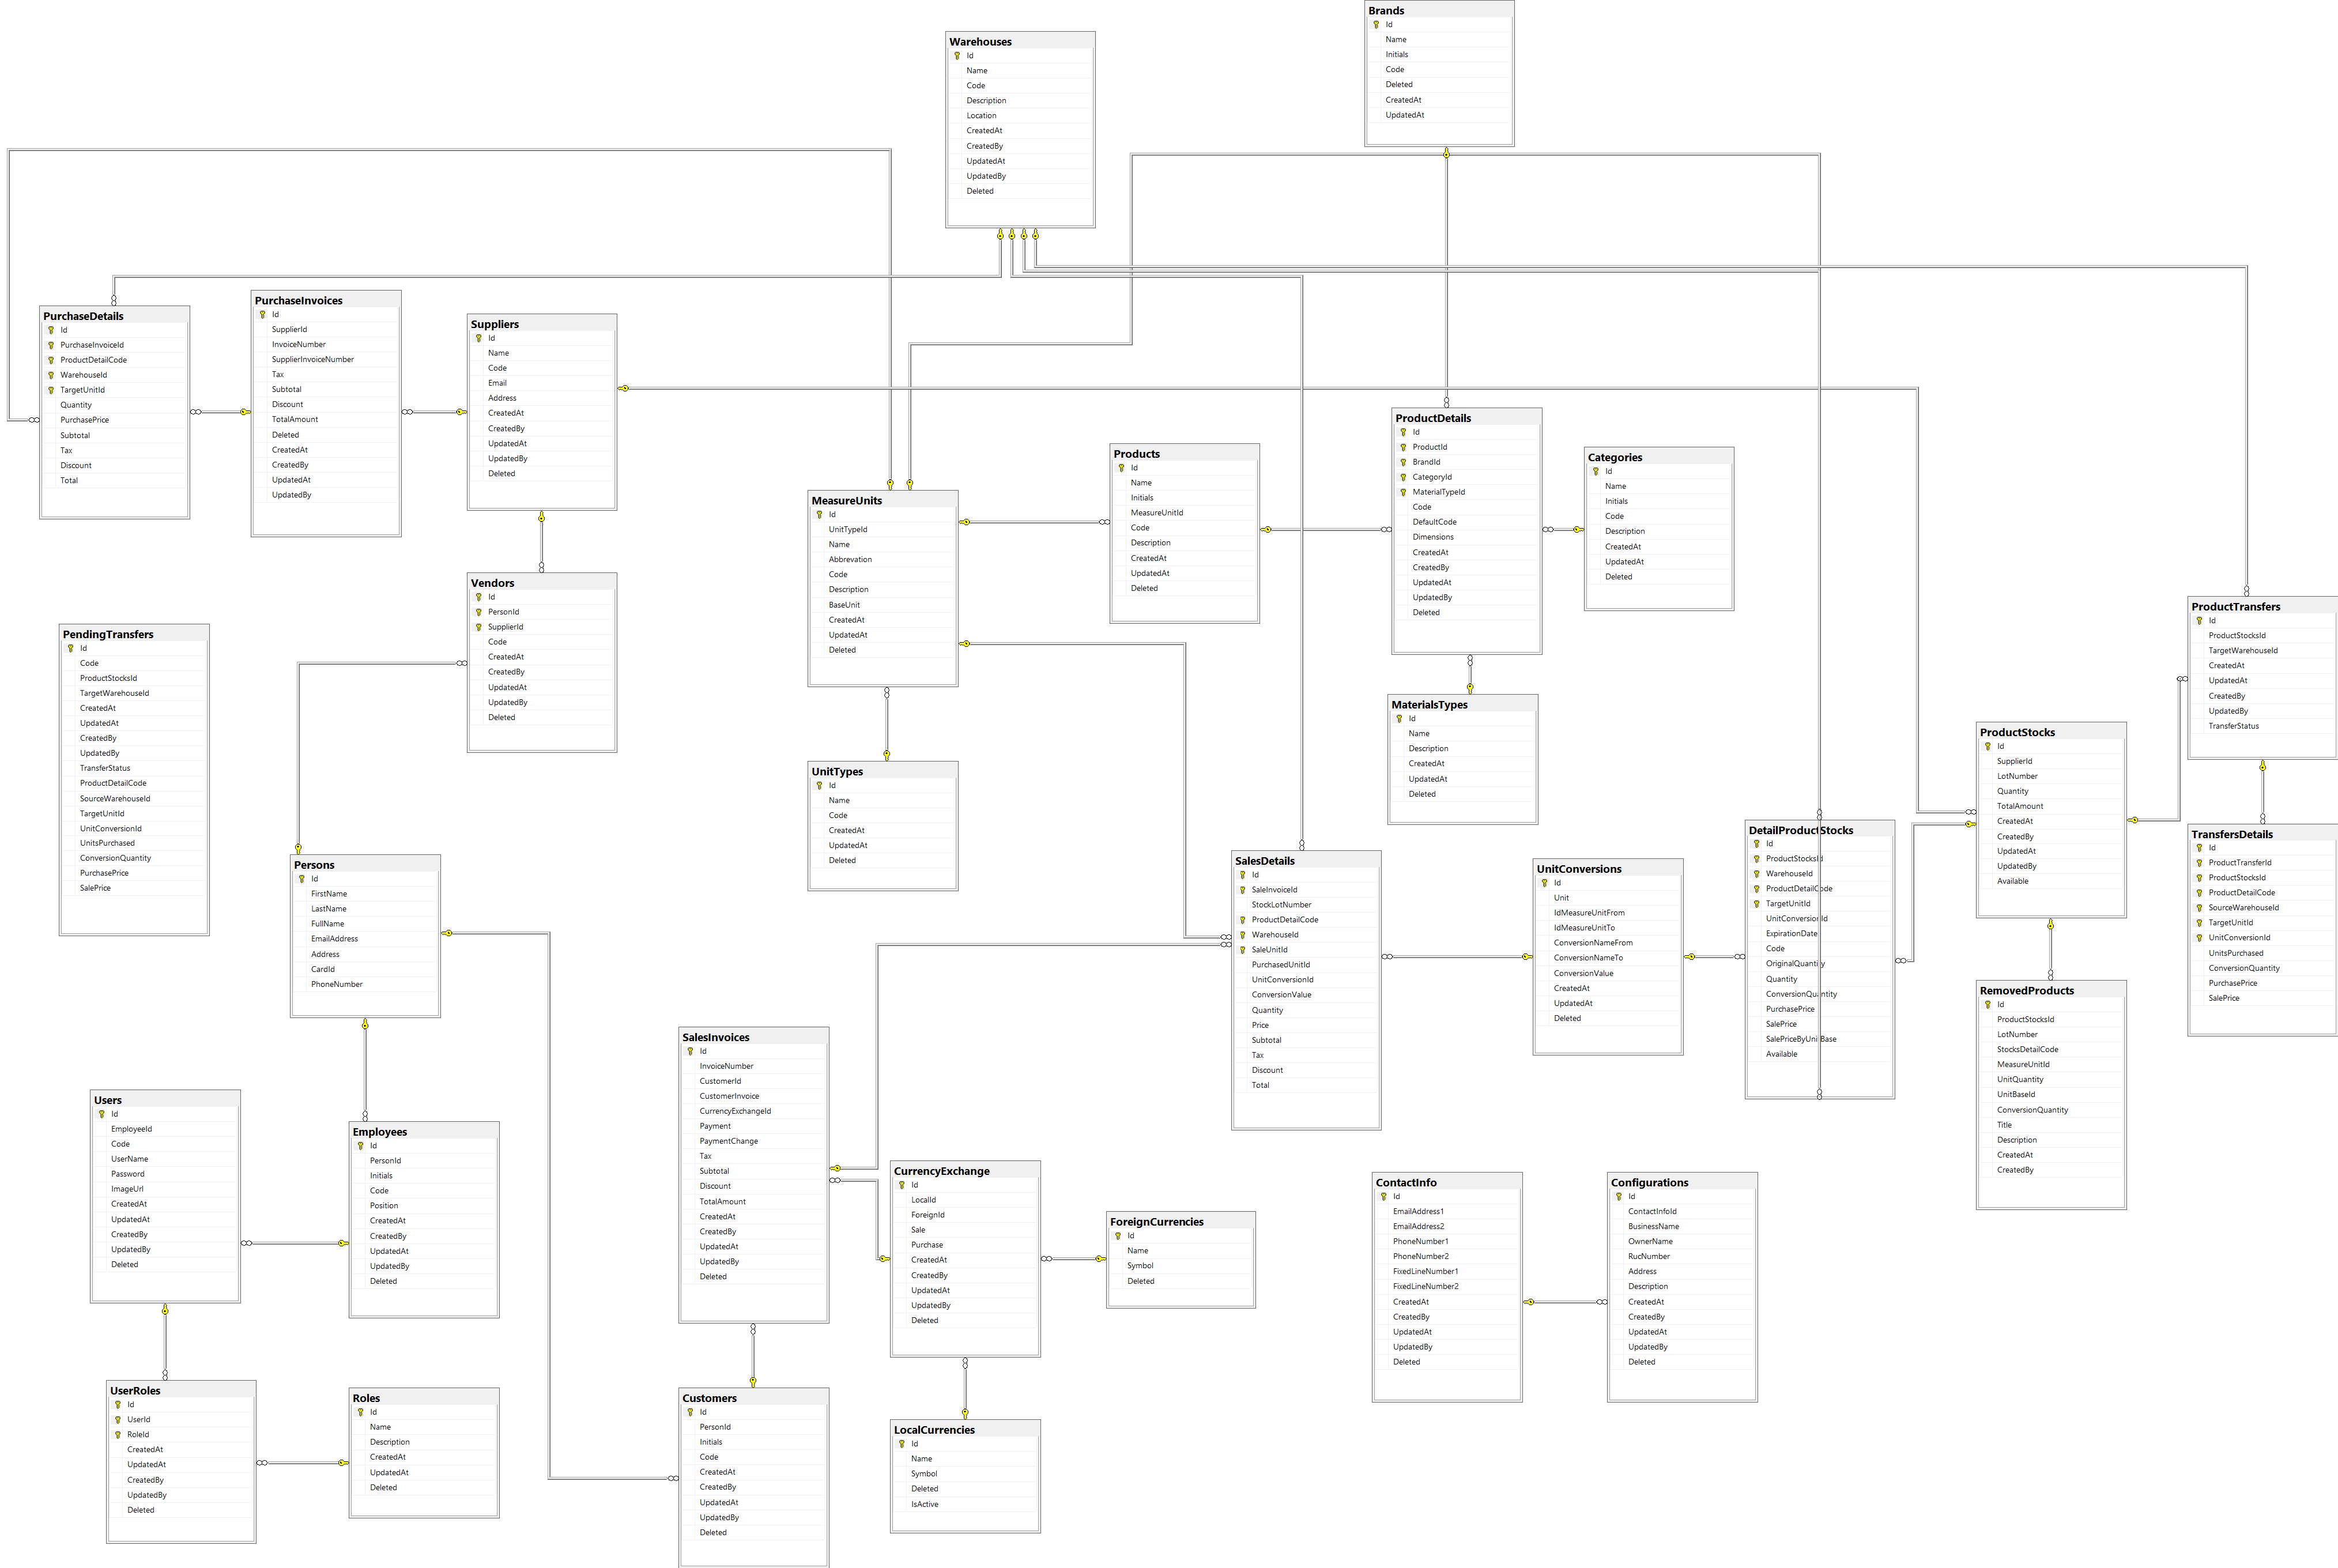 Brands
Id
Name
Initials
Code
Deleted
CreatedAt
UpdatedAt
Warehouses
Id
Name
Code
Description
Location
CreatedAt
CreatedBy
UpdatedAt
UpdatedBy
Deleted
PurchaseDetails
Id
PurchaseInvoiceId
ProductDetailCode
WarehouseId
TargetUnitId
Quantity
PurchasePrice
Subtotal
Tax
Discount
Total
PurchaseInvoices
Id
SupplierId
InvoiceNumber
SupplierInvoiceNumber
Tax
Subtotal
Discount
TotalAmount
Deleted
CreatedAt
CreatedBy
UpdatedAt
UpdatedBy
Suppliers
Id
Name
Code
Email
Address
CreatedAt
CreatedBy
UpdatedAt
UpdatedBy
Deleted
MeasureUnits
Id
UnitTypeId
Name
Abbrevation
Code
Description
BaseUnit
CreatedAt
UpdatedAt
Deleted
Products
Id
Name
Initials
MeasureUnitId
Code
Description
CreatedAt
UpdatedAt
Deleted
ProductDetails
Id
ProductId
BrandId
CategoryId
MaterialTypeId
Code
DefaultCode
Dimensions
CreatedAt
CreatedBy
UpdatedAt
UpdatedBy
Deleted
Categories
Id
Name
Initials
Code
Description
CreatedAt
UpdatedAt
Deleted
Vendors
Id
PersonId
SupplierId
Code
CreatedAt
CreatedBy
UpdatedAt
UpdatedBy
Deleted
PendingTransfers
Id
Code
ProductStocksId
TargetWarehouseId
CreatedAt
UpdatedAt
CreatedBy
UpdatedBy
TransferStatus
ProductDetailCode
SourceWarehouseId
TargetUnitId
UnitConversionId
UnitsPurchased
ConversionQuantity
PurchasePrice
SalePrice
ProductTransfers
Id
ProductStocksId
TargetWarehouseId
CreatedAt
UpdatedAt
CreatedBy
UpdatedBy
TransferStatus
MaterialsTypes
Id
Name
Description
CreatedAt
UpdatedAt
Deleted
ProductStocks
Id
SupplierId
LotNumber
Quantity
TotalAmount
CreatedAt
CreatedBy
UpdatedAt
UpdatedBy
Available
UnitTypes
Id
Name
Code
CreatedAt
UpdatedAt
Deleted
DetailProductStocks
Id
ProductStocksId
WarehouseId
ProductDetailCode
TargetUnitId
UnitConversionId
ExpirationDate
Code
OriginalQuantity
Quantity
ConversionQuantity
PurchasePrice
SalePrice
SalePriceByUnitBase
Available
TransfersDetails
Id
ProductTransferId
ProductStocksId
ProductDetailCode
SourceWarehouseId
TargetUnitId
UnitConversionId
UnitsPurchased
ConversionQuantity
PurchasePrice
SalePrice
Persons
Id
FirstName
LastName
FullName
EmailAddress
Address
CardId
PhoneNumber
SalesDetails
Id
SaleInvoiceId
StockLotNumber
ProductDetailCode
WarehouseId
SaleUnitId
PurchasedUnitId
UnitConversionId
ConversionValue
Quantity
Price
Subtotal
Tax
Discount
Total
UnitConversions
Id
Unit
IdMeasureUnitFrom
IdMeasureUnitTo
ConversionNameFrom
ConversionNameTo
ConversionValue
CreatedAt
UpdatedAt
Deleted
RemovedProducts
Id
ProductStocksId
LotNumber
StocksDetailCode
MeasureUnitId
UnitQuantity
UnitBaseId
ConversionQuantity
Title
Description
CreatedAt
CreatedBy
SalesInvoices
Id
InvoiceNumber
CustomerId
CustomerInvoice
CurrencyExchangeId
Payment
PaymentChange
Tax
Subtotal
Discount
TotalAmount
CreatedAt
CreatedBy
UpdatedAt
UpdatedBy
Deleted
Users
Id
EmployeeId
Code
UserName
Password
ImageUrl
CreatedAt
UpdatedAt
CreatedBy
UpdatedBy
Deleted
Employees
Id
PersonId
Initials
Code
Position
CreatedAt
CreatedBy
UpdatedAt
UpdatedBy
Deleted
CurrencyExchange
Id
LocalId
ForeignId
Sale
Purchase
CreatedAt
CreatedBy
UpdatedAt
UpdatedBy
Deleted
ForeignCurrencies
Id
Name
Symbol
Deleted
ContactInfo
Id
EmailAddress1
EmailAddress2
PhoneNumber1
PhoneNumber2
FixedLineNumber1
FixedLineNumber2
CreatedAt
CreatedBy
UpdatedAt
UpdatedBy
Deleted
Configurations
Id
ContactInfoId
BusinessName
OwnerName
RucNumber
Address
Description
CreatedAt
CreatedBy
UpdatedAt
UpdatedBy
Deleted
UserRoles
Id
UserId
RoleId
CreatedAt
UpdatedAt
CreatedBy
UpdatedBy
Deleted
Roles
Id
Name
Description
CreatedAt
UpdatedAt
Deleted
Customers
Id
PersonId
Initials
Code
CreatedAt
CreatedBy
UpdatedAt
UpdatedBy
Deleted
LocalCurrencies
Id
Name
Symbol
Deleted
IsActive